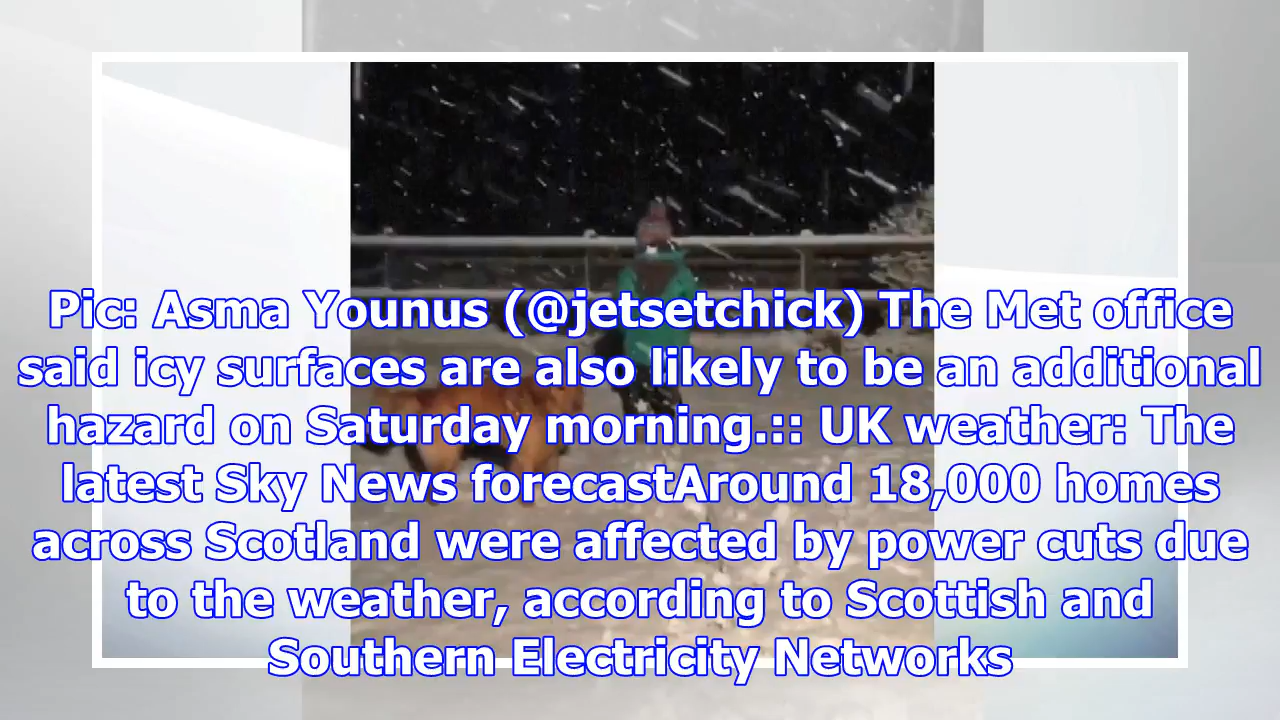 Pic: Asma Younus (@jetsetchick) The Met office
said icy surfaces are also likely to be an additional
hazard on Saturday morning.:: UK weather: The
latest Sky News forecastAround 18,000 homes
across Scotland were affected by power cuts due
to the weather, according to Scottish and
Southern Electricity Networks